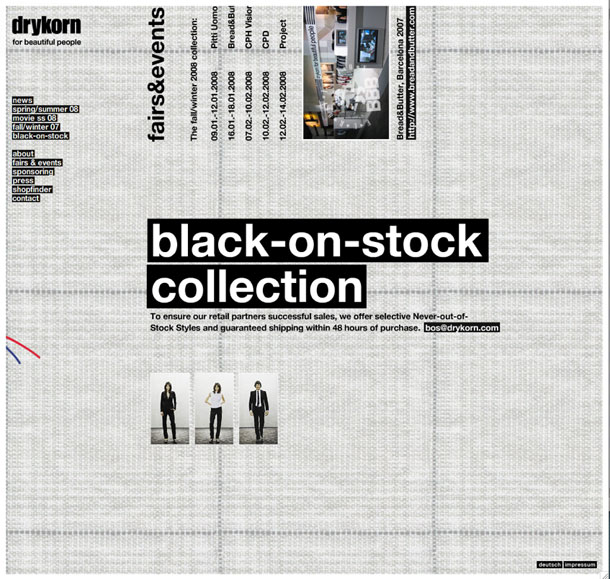 drykorn
for beautiful people
news
spring/summer 08
movie ss 08
fall/winter 07
black-on-stock
about
fairs & events
sponsoring
press
shopfinder
contact
fairs&events
The fall/winter 2008 collection:
09.01.-12.01.2008 Pitti Uomo
16.01.-18.01.2008 Bread&But
07.02.-10.02.2008 CPH Vision
10.02.-12.02.2008 CPD
12.02.-14.02.2008 Project
BBB
Bread&Butter, Barcelona 2007
http://www.breadandbutter.com
black-on-stock
collection
To ensure our retail partners successful sales, we offer selective Never-out-of-
Stock Styles and guaranteed shipping within 48 hours of purchase. bos@drykorn.com
deutsch impressum